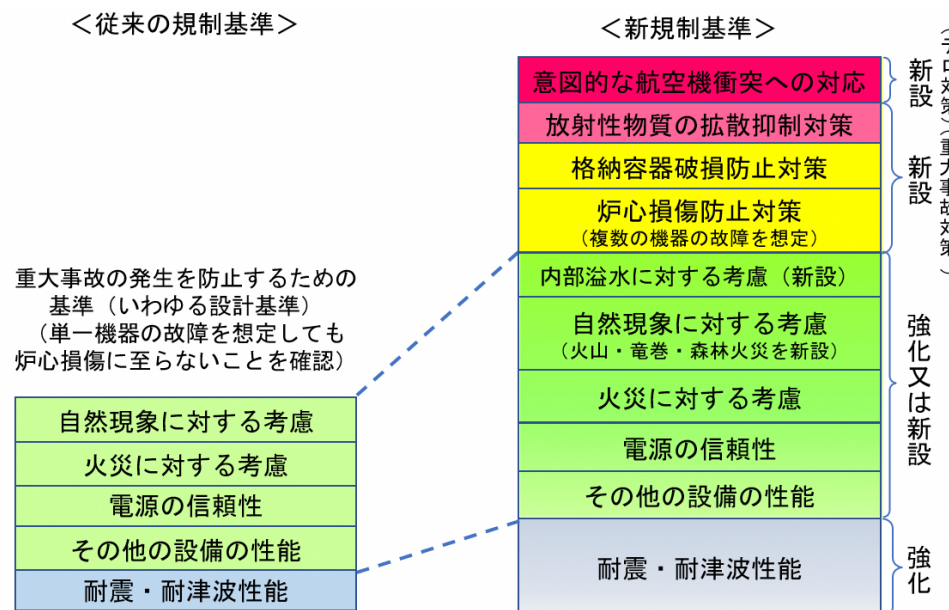 ＜従来の規制基準＞
重大事故の発生を防止するための
基準（いわゆる設計基準）
（単一機器の故障を想定しても
炉心損傷に至らないことを確認）
自然現象に対する考慮
火災に対する考慮
電源の信頼性
その他の設備の性能
耐震・耐津波性能
＜新規制基準＞
意図的な航空機衝突への対応
放射性物質の拡散抑制対策
格納容器破損防止対策
炉心損傷防止対策
（複数の機器の故障を想定）
内部溢水に対する考慮（新設）
自然現象に対する考慮
（火山・竜巻・森林火災を新設）
火災に対する考慮
電源の信頼性
その他の設備の性能
耐震・耐津波性能
新設
（テロ対策）
新設
（重大事故対策）
強化又は新設
強化